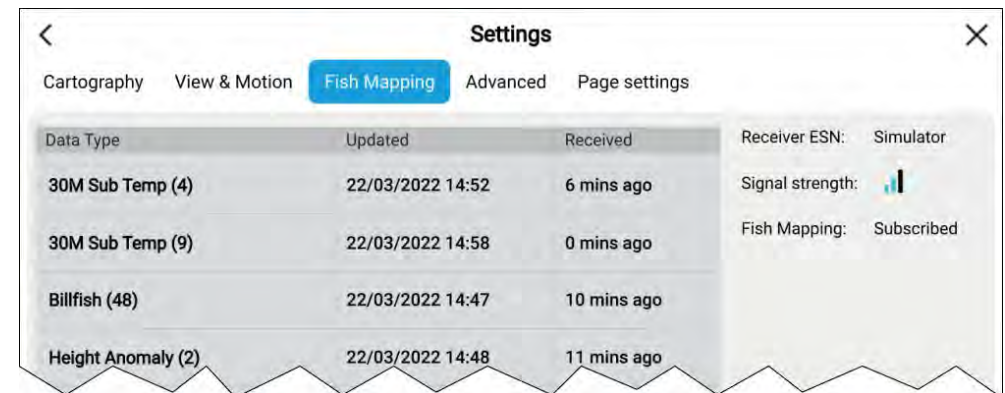 Settings
Cartography View & Motion Fish Mapping Advanced Page settings
Data Type Updated Received
30M Sub Temp (4) 22/03/2022 14:52 6 mins ago
30M Sub Temp (9) 22/03/2022 14:58 0 mins ago
Billfish (48) 22/03/2022 14:47 10 mins ago
Height Anomaly (2) 22/03/2022 14:48 11 mins ago
Receiver ESN: Simulator
Signal strength:
Fish Mapping: Subscribed